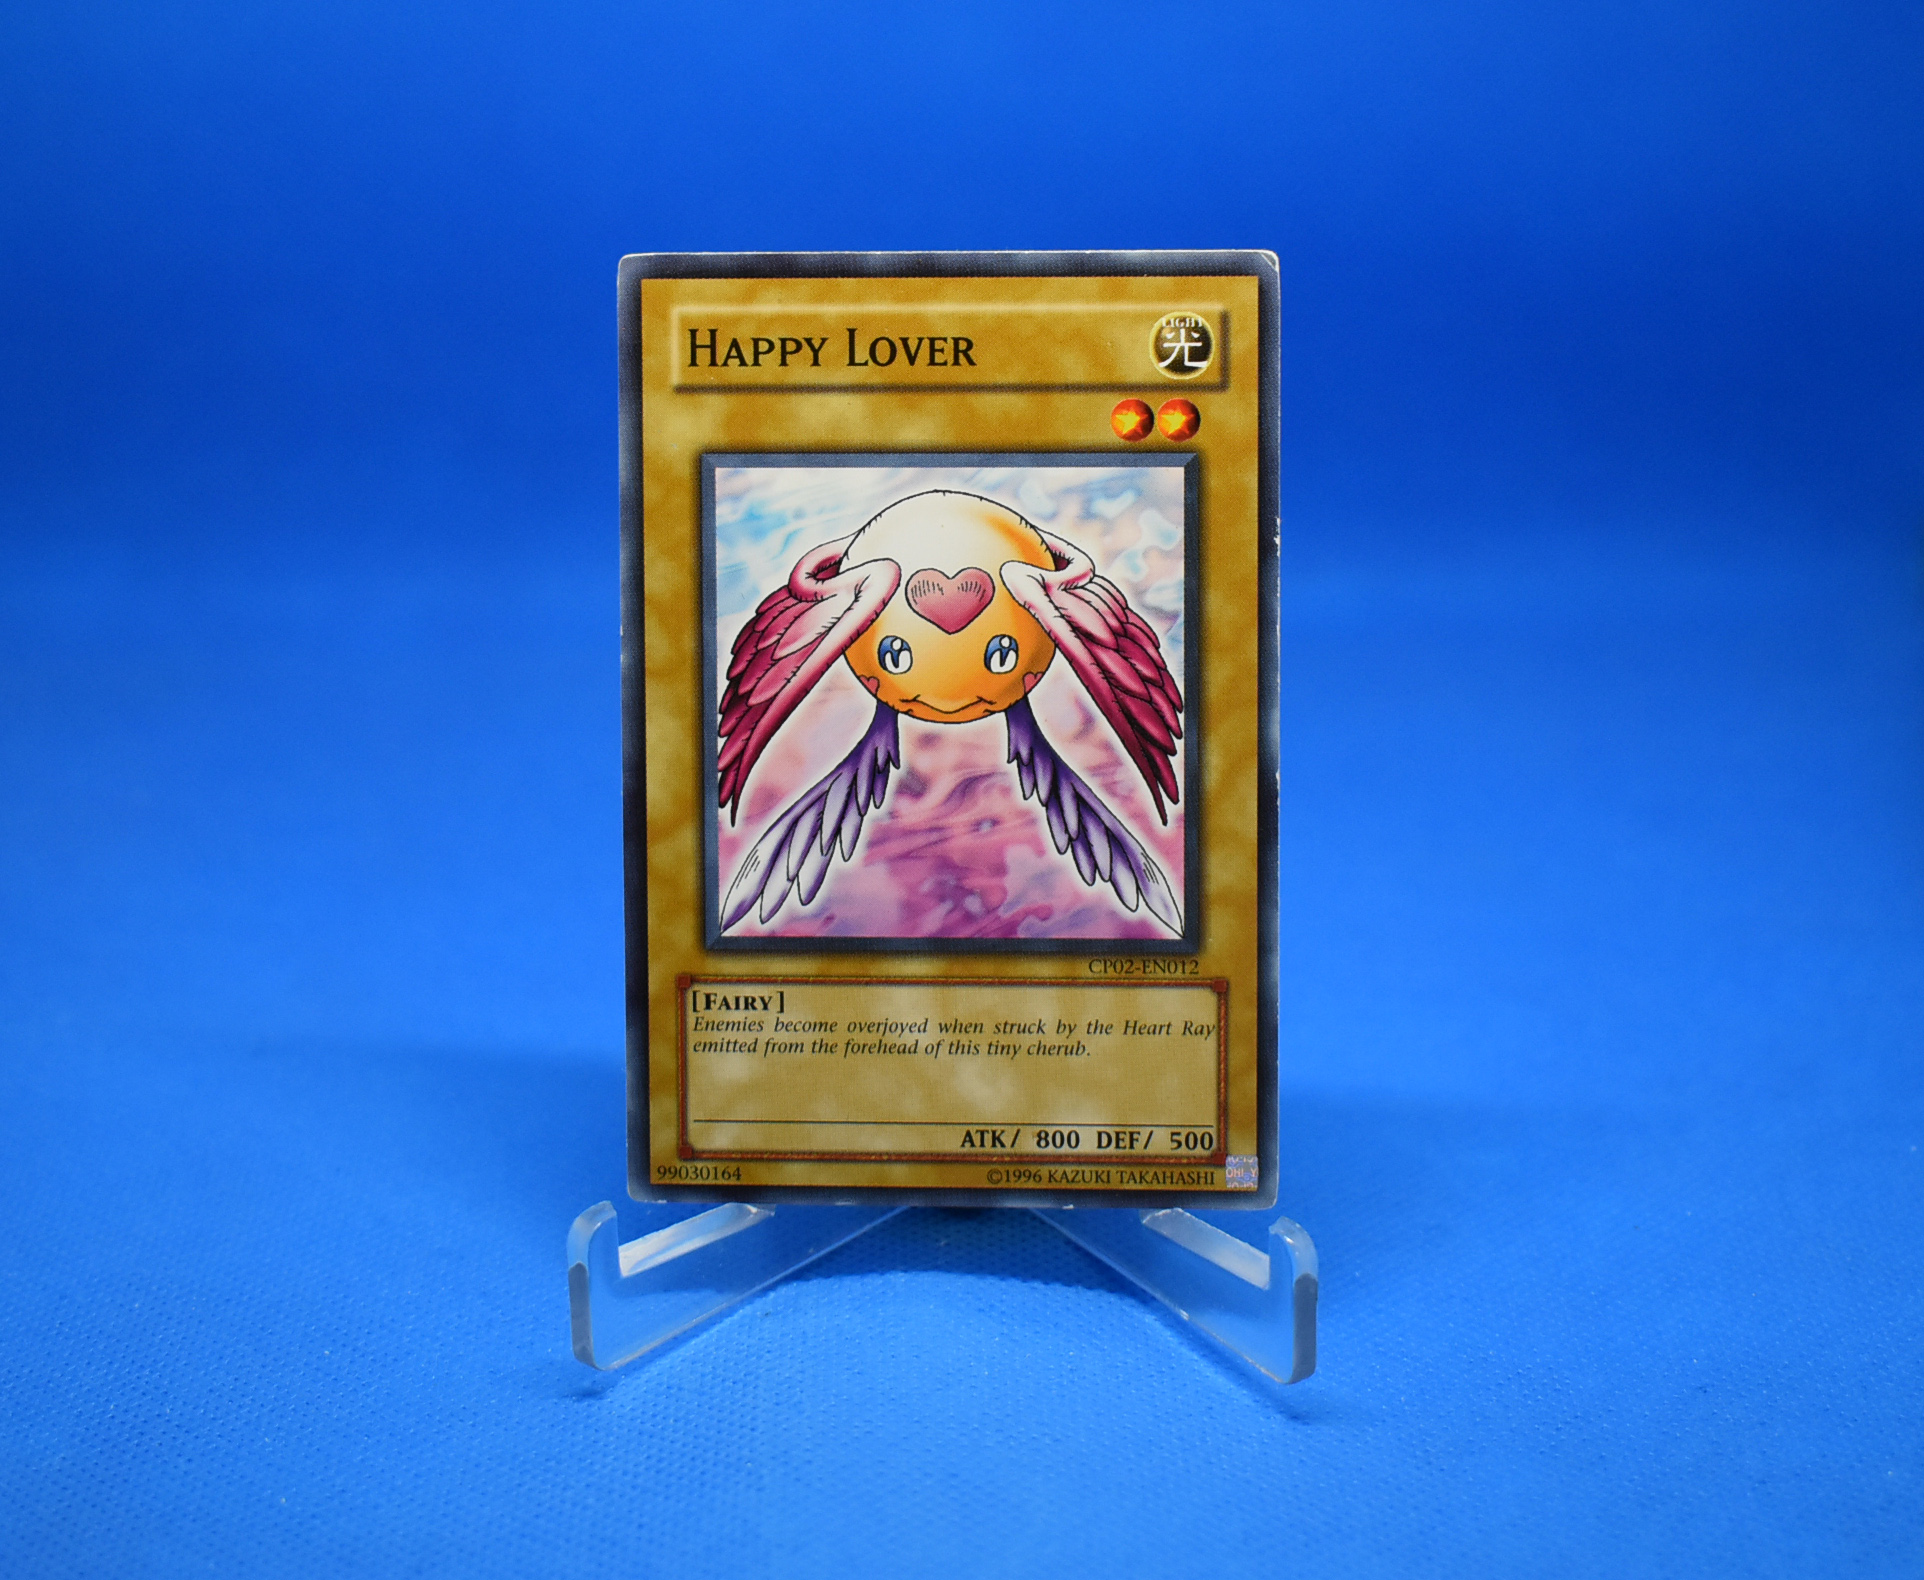 HAPPY LOVER
LIGHT
光
CP02-EN012
[FAIRY]
Enemies become overjoyed when struck by the Heart Ray
emitted from the forehead of this tiny cherub.
ATK/ 800 DEF/ 500
99030164
©1996 KAZUKI TAKAHASHI